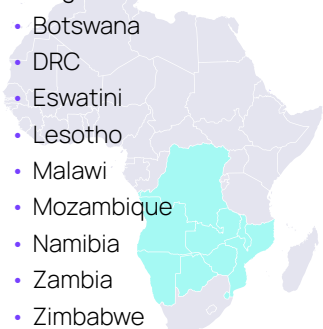 Botswana
DRC
Eswatini
Lesotho
Malawi
Mozambique
Namibia
Zambia
Zimbabwe